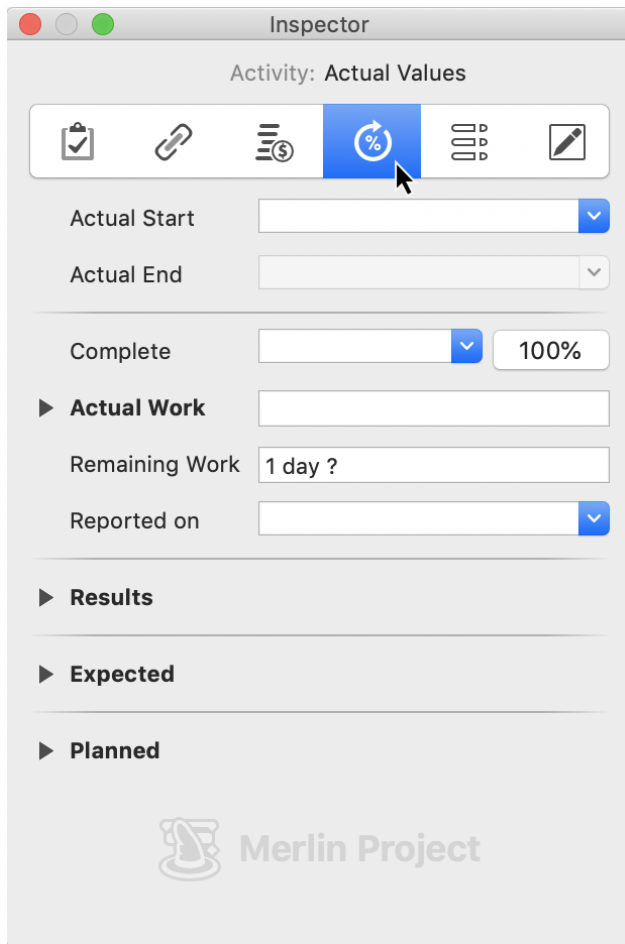 Inspector
Activity: Actual Values
%
Actual Start
Actual End
Complete 100%
Actual Work
Remaining Work 1 day ?
Reported on
Results
Expected
Planned
Merlin Project